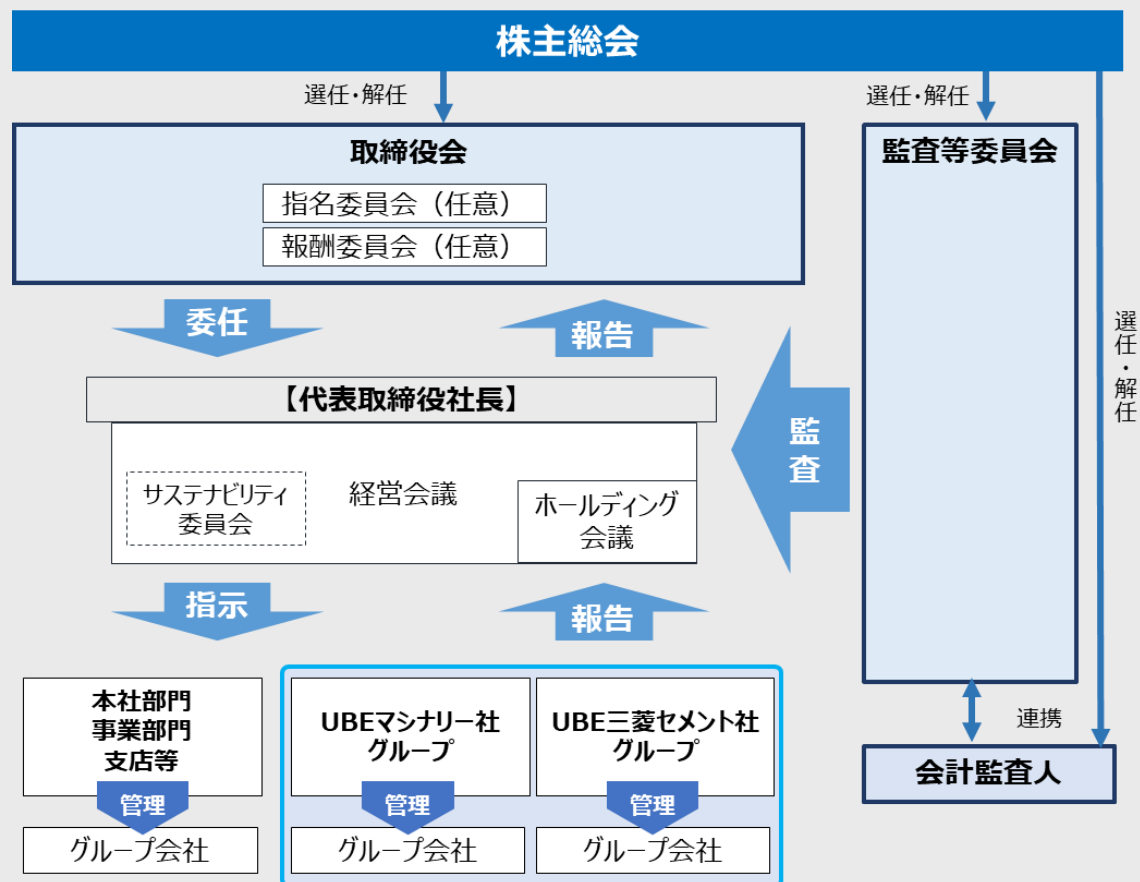 株主総会
選任・解任
選任・解任
取締役会
指名委員会（任意）
報酬委員会（任意）
監査等委員会
選任・解任
委任
報告
【代表取締役社長】
監査
サステナビリティ
委員会
経営会議
ホールディング
会議
指示
報告
本社部門
事業部門
支店等
管理
グループ会社
UBEマシナリー社
グループ
管理
グループ会社
UBE三菱セメント社
グループ
管理
グループ会社
連携
会計監査人